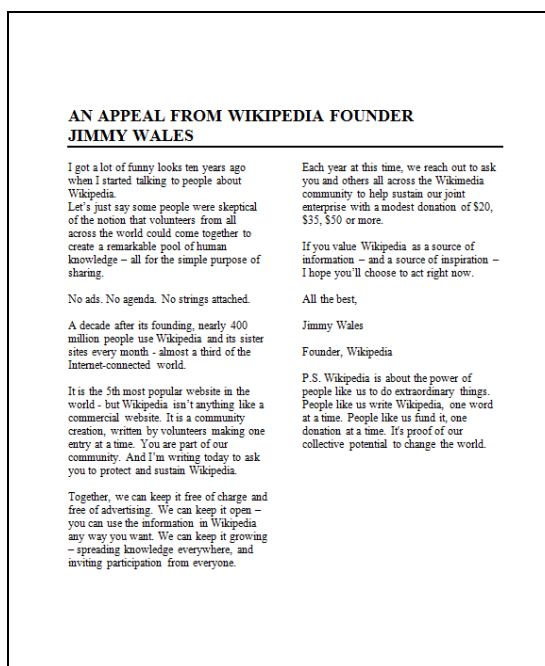 AN APPEAL FROM WIKIPEDIA FOUNDER
JIMMY WALES
I got a lot of funny looks ten years ago
when I started talking to people about
Wikipedia.
Let's just say some people were skeptical
of the notion that volunteers from all
across the world could come together to
create a remarkable pool of human
knowledge – all for the simple purpose of
sharing.
No ads. No agenda. No strings attached.
A decade after its founding, nearly 400
million people use Wikipedia and its sister
sites every month - almost a third of the
Internet-connected world.
It is the 5th most popular website in the
world - but Wikipedia isn't anything like a
commercial website. It is a community
creation, written by volunteers making one
entry at a time. You are part of our
community. And I'm writing today to ask
you to protect and sustain Wikipedia.
Together, we can keep it free of charge and
free of advertising. We can keep it open –
you can use the information in Wikipedia
any way you want. We can keep it growing
– spreading knowledge everywhere, and
inviting participation from everyone.
Each year at this time, we reach out to ask
you and others all across the Wikimedia
community to help sustain our joint
enterprise with a modest donation of $20,
$35, $50 or more.
If you value Wikipedia as a source of
information – and a source of inspiration –
I hope you'll choose to act right now.
All the best,
Jimmy Wales
Founder, Wikipedia
P.S. Wikipedia is about the power of
people like us to do extraordinary things.
People like us write Wikipedia, one word
at a time. People like us fund it, one
donation at a time. It's proof of our
collective potential to change the world.